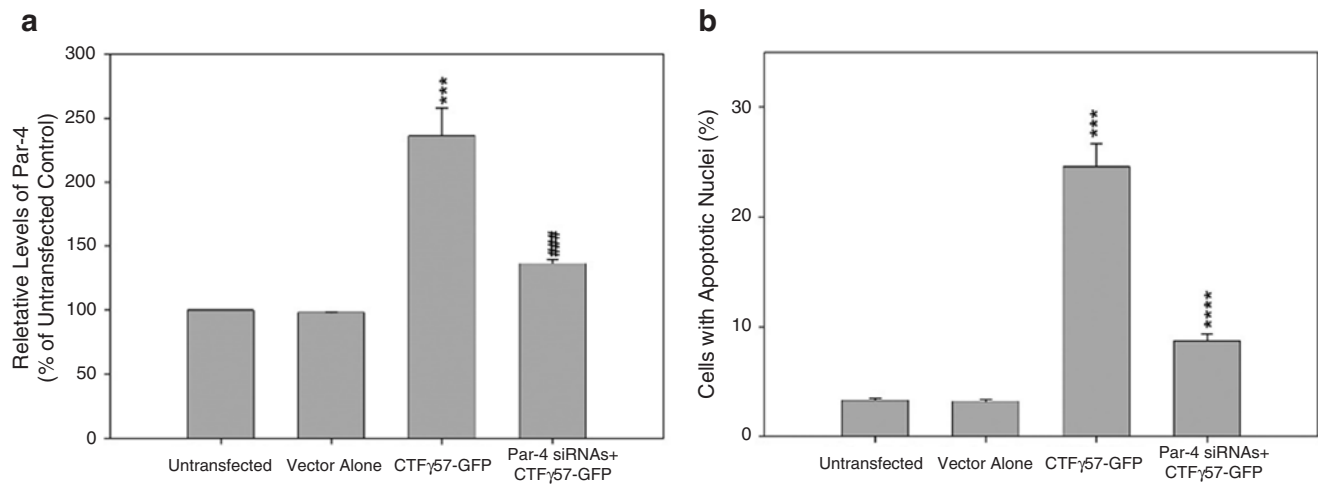 a
Reletative Levels of Par-4
(% of Untransfected Control)
300
250
200
150
100
50
0
***
###
Untransfected
Vector Alone
CTFγ57-GFP
Par-4 siRNAs+
CTFγ57-GFP
b
Cells with Apoptotic Nuclei (%)
30
20
10
0
***
****
Untransfected
Vector Alone
CTFγ57-GFP
Par-4 siRNAs+
CTFγ57-GFP